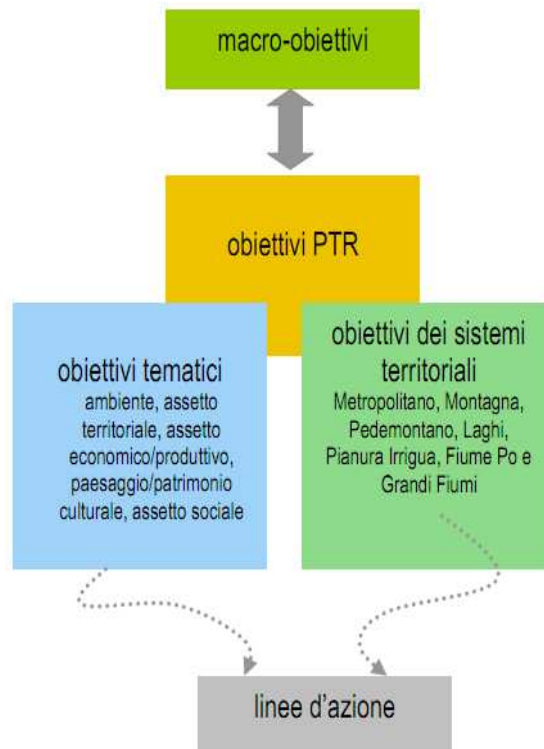 macro-obiettivi
obiettivi PTR
obiettivi tematici
ambiente, assetto
territoriale, assetto
economico/produttivo,
paesaggio/patrimonio
culturale, assetto sociale
obiettivi dei sistemi
territoriali
Metropolitano, Montagna,
Pedemontano, Laghi,
Pianura Irrigua, Fiume Po e
Grandi Fiumi
linee d'azione